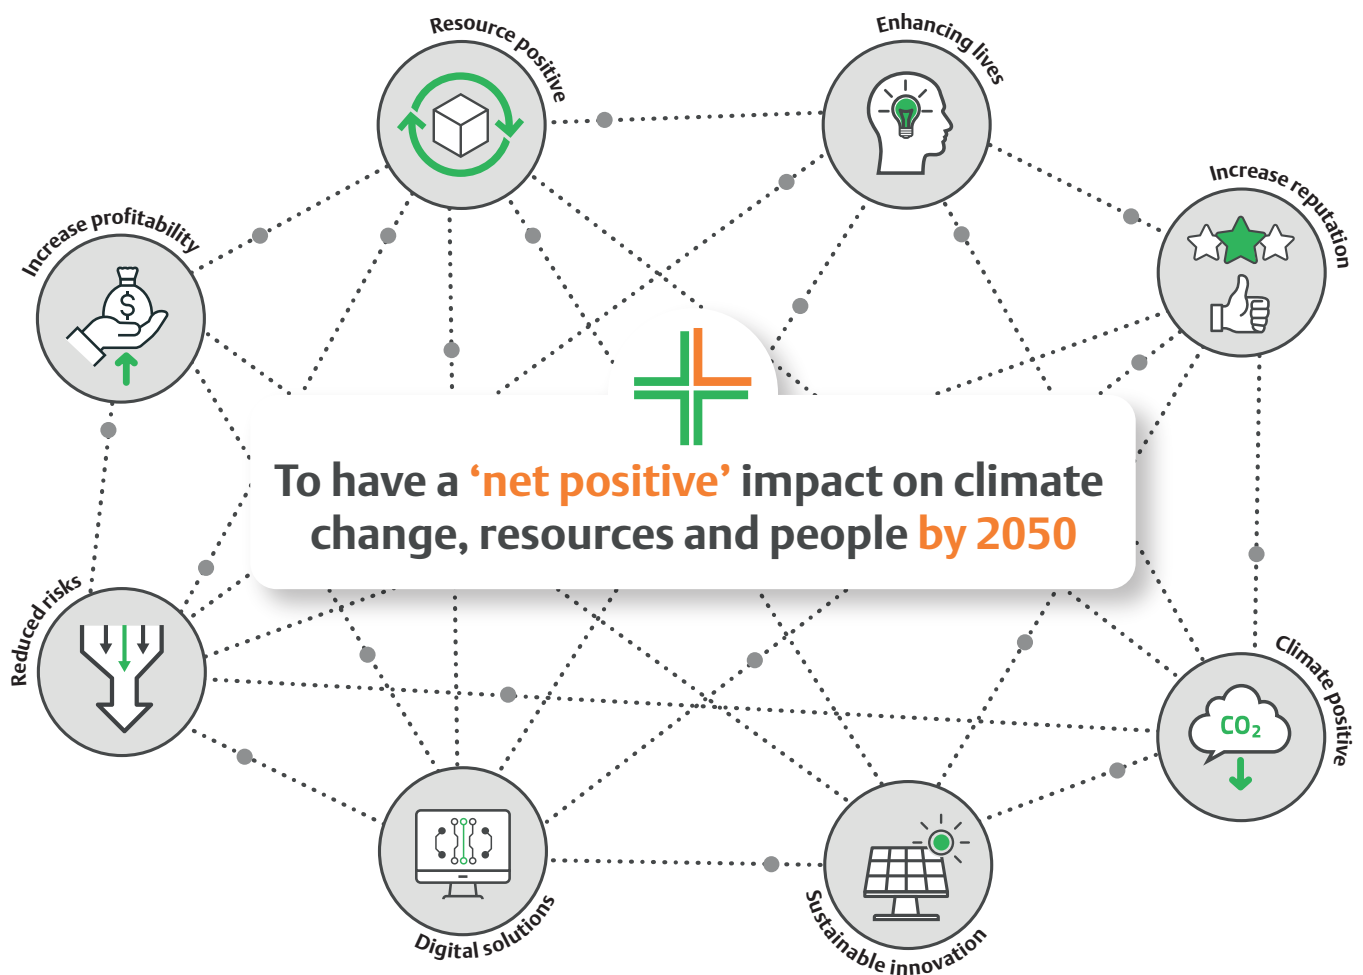 Resource positive
Enhancing lives
Increase reputation
Increase profitability
$
To have a ‘net positive’ impact on climate
change, resources and people by 2050
Reduced risks
Climate positive
CO₂
Digital solutions
Sustainable innovation